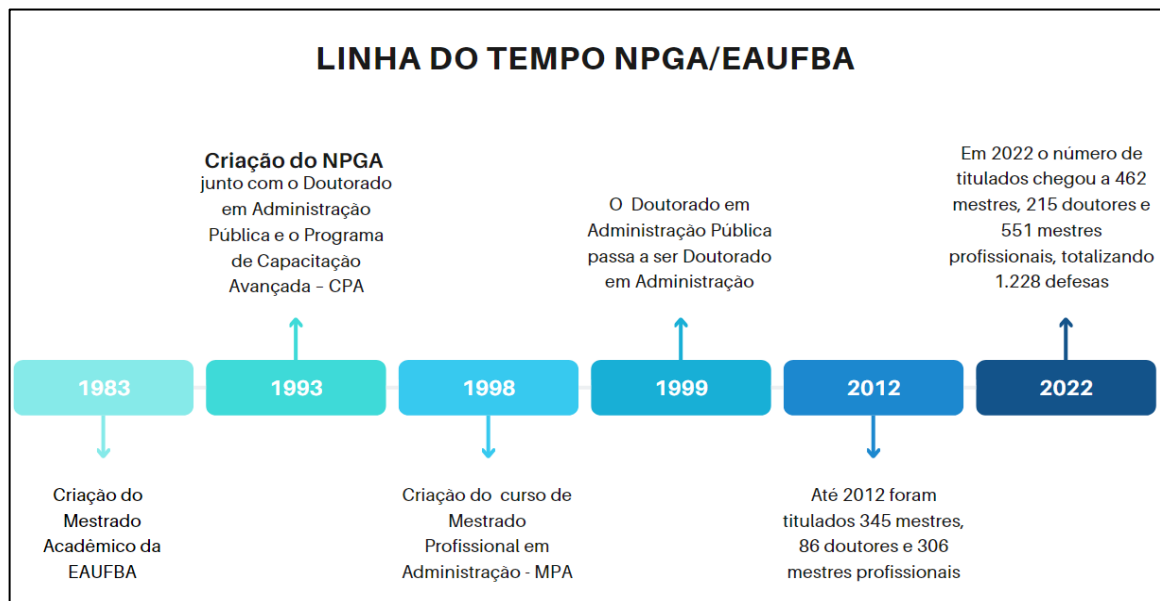 LINHA DO TEMPO NPGA/EAUFBA
Criação do NPGA
junto com o Doutorado
em Administração
Pública e o Programa
de Capacitação
Avançada – CPA
O Doutorado em
Administração Pública
passa a ser Doutorado
em Administração
Em 2022 o número de
titulados chegou a 462
mestres, 215 doutores e
551 mestres
profissionais, totalizando
1.228 defesas
1983
1993
1998
1999
2012
2022
Criação do
Mestrado
Acadêmico da
EAUFBA
Criação do curso de
Mestrado
Profissional em
Administração - MPA
Até 2012 foram
titulados 345 mestres,
86 doutores e 306
mestres profissionais